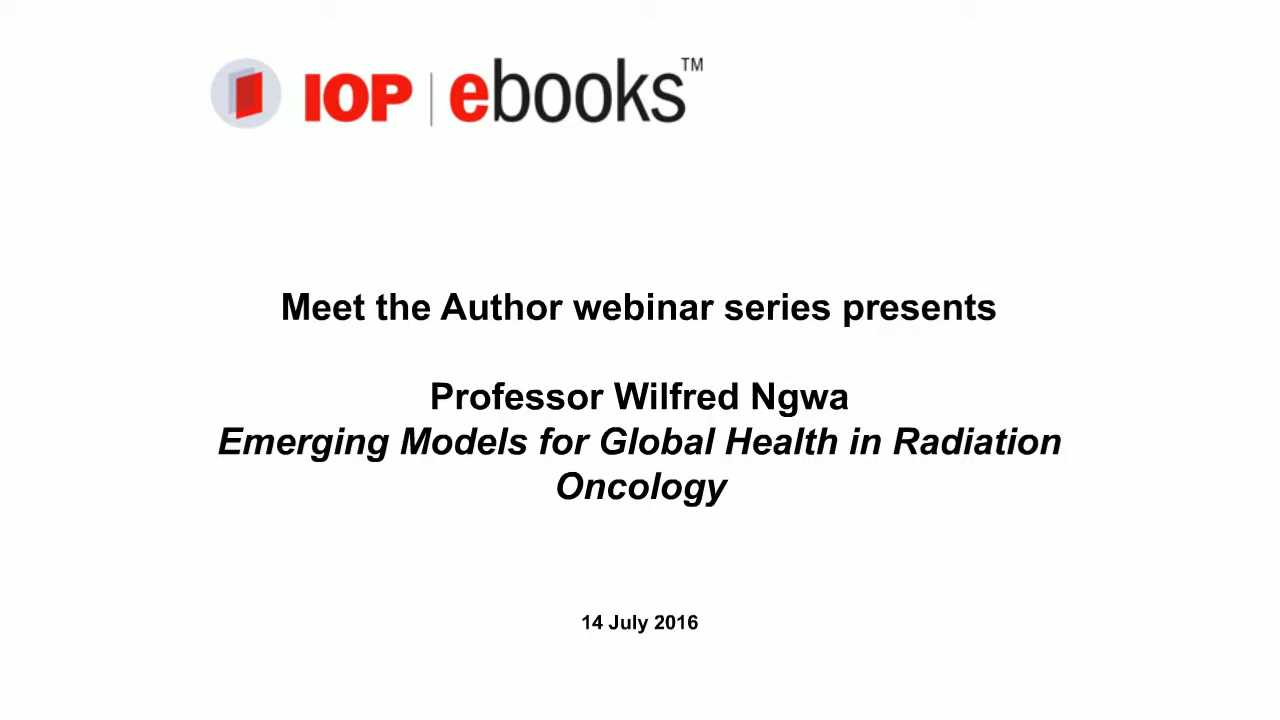 IOP | ebooks™
Meet the Author webinar series presents
Professor Wilfred Ngwa
Emerging Models for Global Health in Radiation
Oncology
14 July 2016